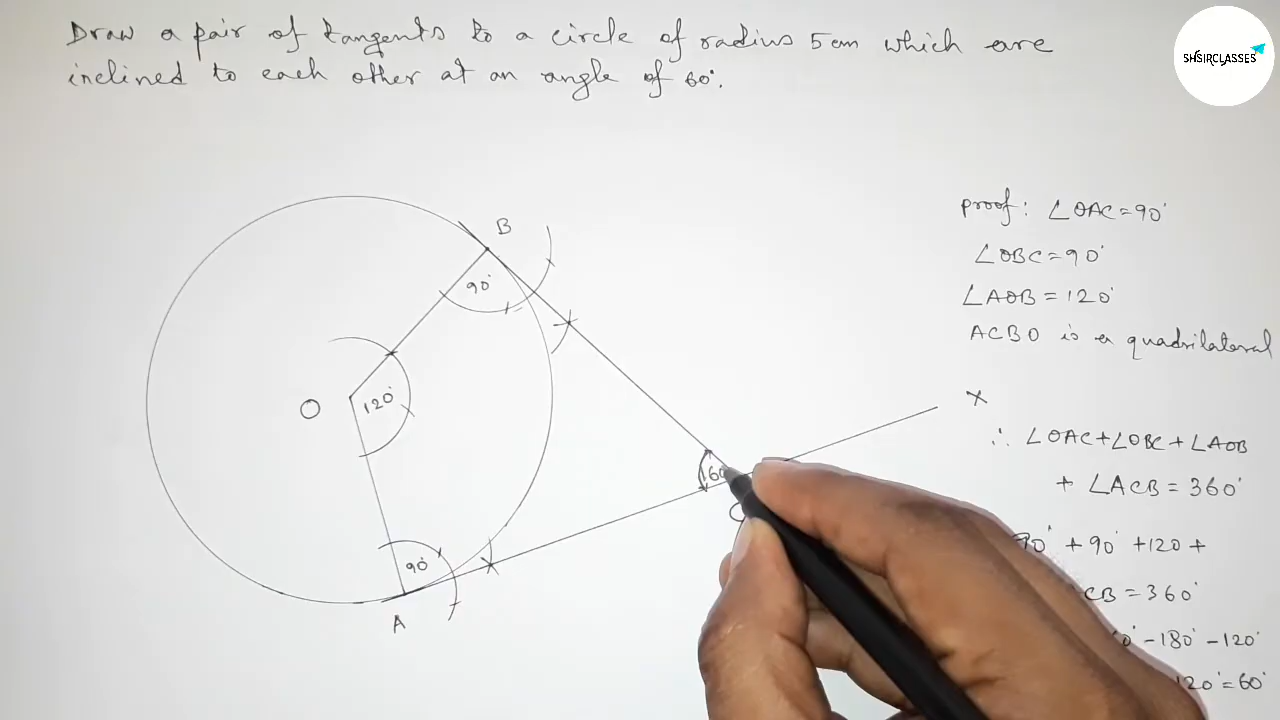 Draw a pair of tangents to a circle of radius 5cm which are
inclined to each other at an angle of 60°.
SHSIRCLASSES
B
90°
O
120°
60
C
90°
A
proof: ∠OAC=90°
∠OBC=90°
∠AOB=120°
ACBO is a quadrilateral
X
∴ ∠OAC+∠OBC+∠AOB
+ ∠ACB=360°
90°+90°+120+
CB=360°
0°-180°-120°
120°=60°